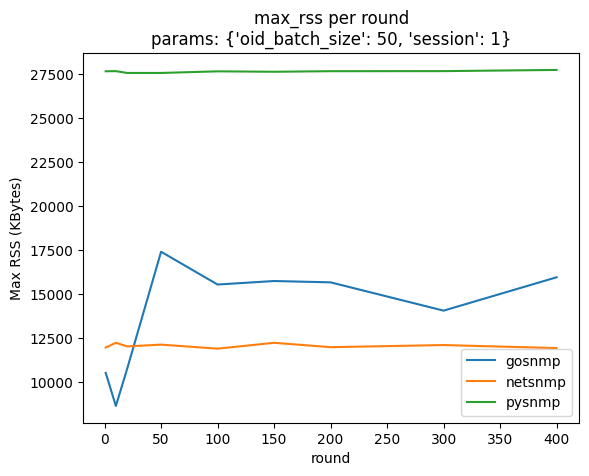 max_rss per round
params: {'oid_batch_size': 50, 'session': 1}
Max RSS (KBytes)
27500
25000
22500
20000
17500
15000
12500
10000
0 50 100 150 200 250 300 350 400
round
gosnmp
netsnmp
pysnmp